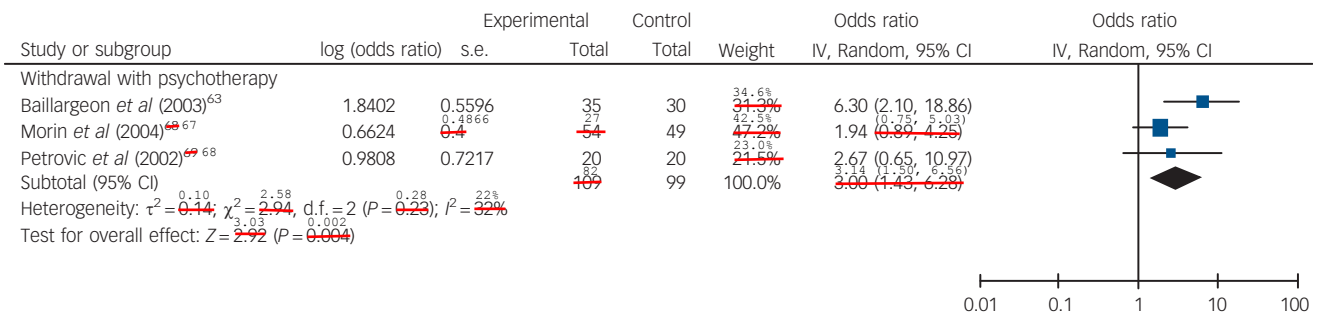 Experimental Control Odds ratio Odds ratio
Study or subgroup log (odds ratio) s.e. Total Total Weight IV, Random, 95% CI IV, Random, 95% CI
Withdrawal with psychotherapy
34.6%
Baillargeon et al (2003)63 1.8402 0.5596 35 30 31.3% 6.30 (2.10, 18.86)
0.4866 27 42.5% (0.75, 5.03)
Morin et al (2004)68 67 0.6624 0.4 54 49 47.2% 1.94 (0.89, 4.25)
23.0%
Petrovic et al (2002)69 68 0.9808 0.7217 20 20 21.5% 2.67 (0.65, 10.97)
82 3.14 (1.50, 6.56)
Subtotal (95% CI) 109 99 100.0% 3.00 (1.43, 6.28)
0.10 2.58 0.28 22%
Heterogeneity: τ2 = 0.14; χ2 = 2.94, d.f. = 2 (P = 0.23); I2 = 32%
3.03 0.002
Test for overall effect: Z = 2.92 (P = 0.004)
0.01 0.1 1 10 100